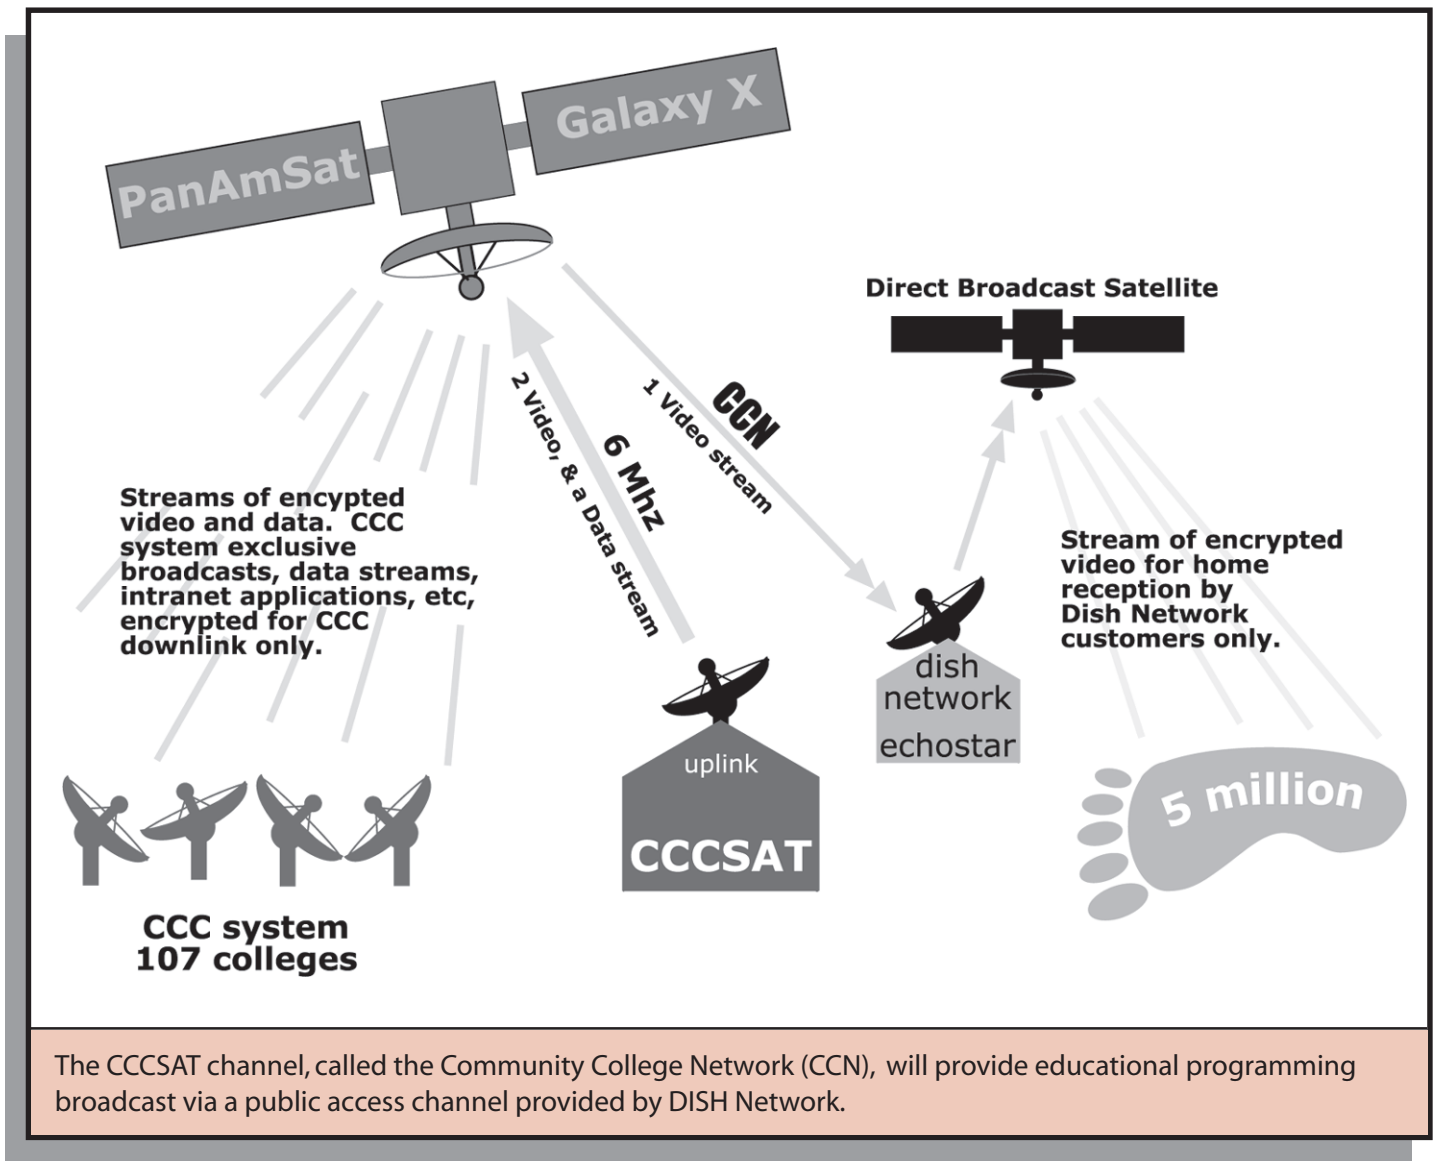 PanAmSat
Galaxy X
Direct Broadcast Satellite
CCN
1 Video stream
6 Mhz
2 Video, & a Data stream
Streams of encypted
video and data.  CCC
system exclusive
broadcasts, data streams,
intranet applications, etc,
encrypted for CCC
downlink only.
Stream of encrypted
video for home
reception by
Dish Network
customers only.
dish
network
echostar
uplink
CCCSAT
5 million
CCC system
107 colleges
The CCCSAT channel, called the Community College Network (CCN),  will provide educational programming
broadcast via a public access channel provided by DISH Network.